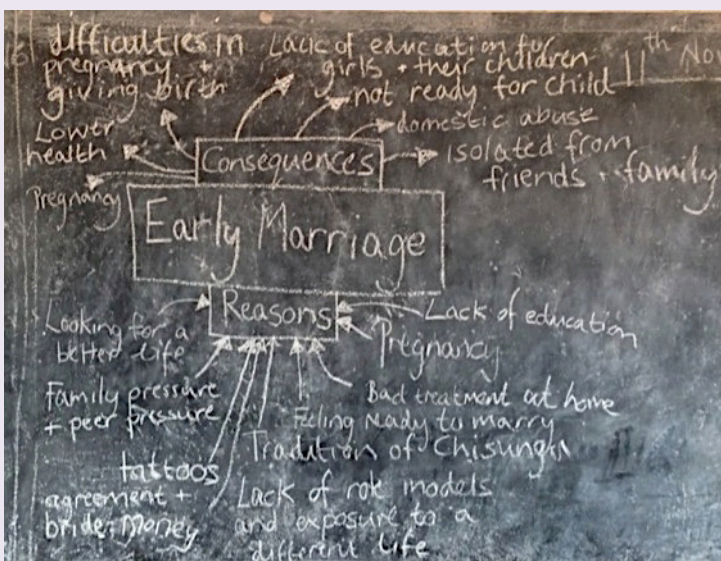 difficulties in
pregnancy +
giving birth
Lack of education for
girls + their children
not ready for child
11th Nov
domestic abuse
Lower
health
Consequences
isolated from
friends + family
Pregnancy
Early Marriage
Reasons
Looking for a
better life
Lack of education
Pregnancy
Family pressure
+ peer pressure
Bad treatment at home
Feeling ready to marry
Tradition of Chisungu
tattoos
agreement +
bride money
Lack of role models
and exposure to a
different life